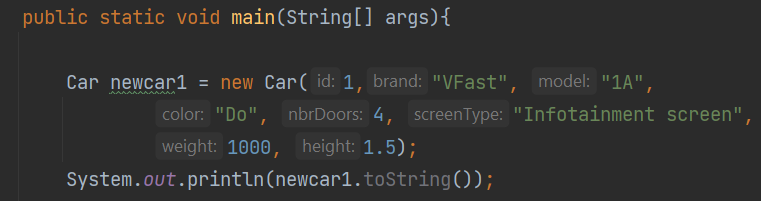 public static void main(String[] args){
Car newcar1 = new Car( id: 1, brand: "VFast", model: "1A",
color: "Do", nbrDoors: 4, screenType: "Infotainment screen",
weight: 1000, height: 1.5);
System.out.println(newcar1.toString());